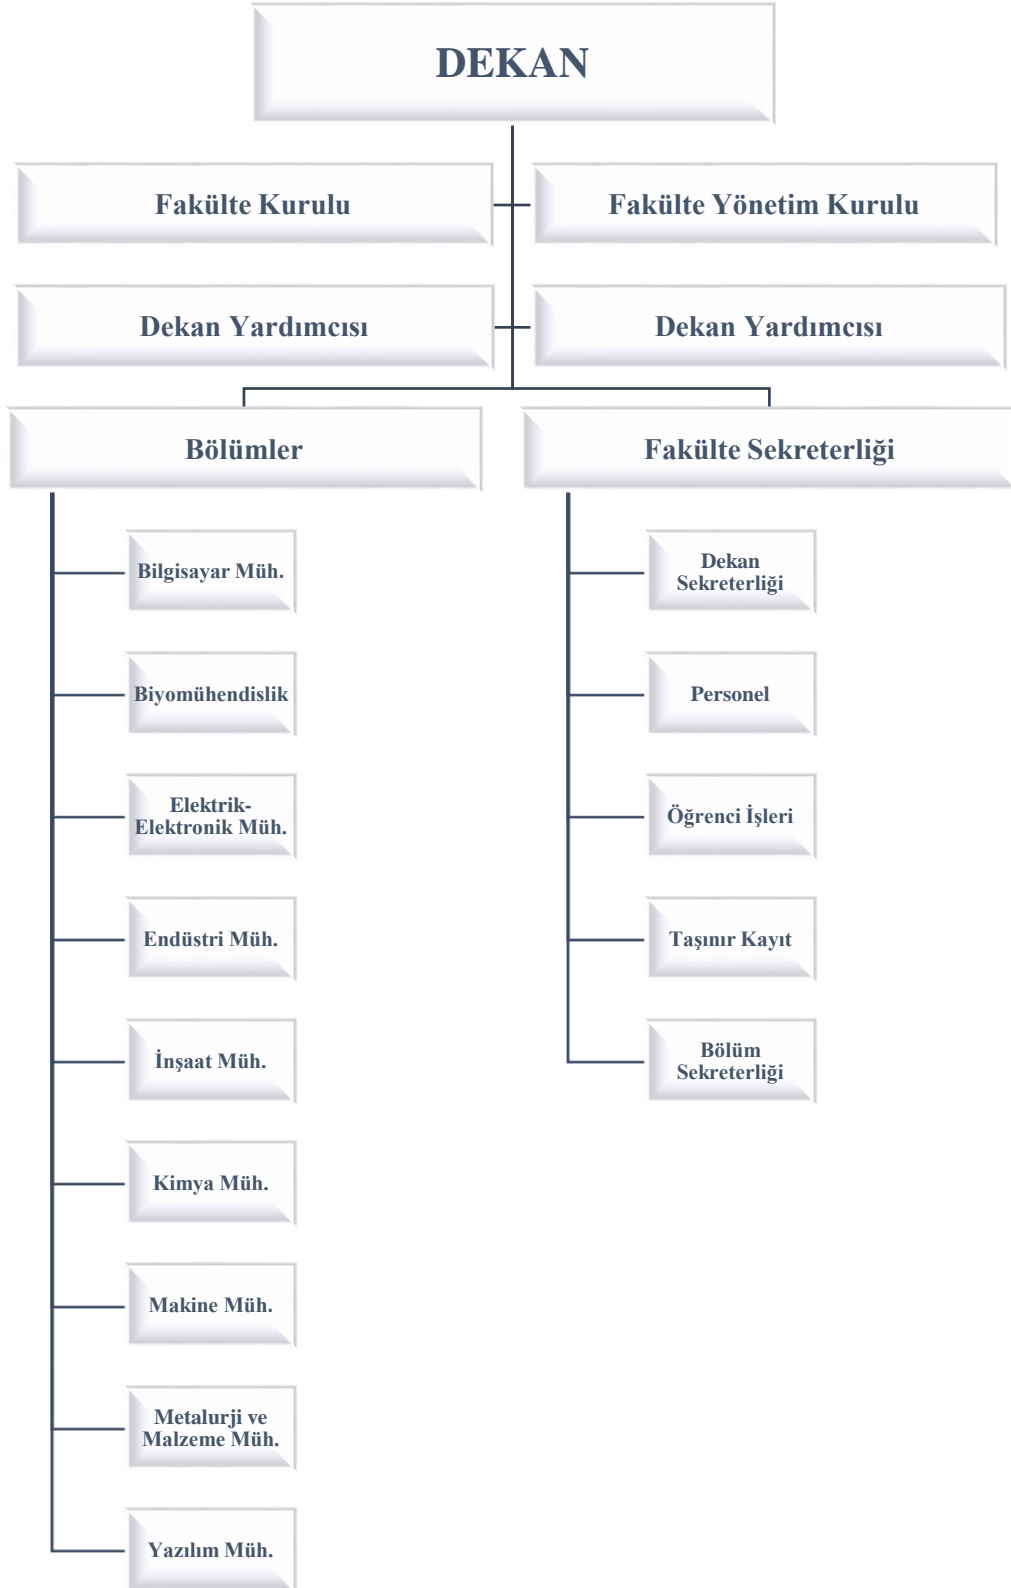 DEKAN
Fakülte Kurulu
Fakülte Yönetim Kurulu
Dekan Yardımcısı
Dekan Yardımcısı
Bölümler
Fakülte Sekreterliği
Bilgisayar Müh.
Biyomühendislik
Elektrik-
Elektronik Müh.
Endüstri Müh.
İnşaat Müh.
Kimya Müh.
Makine Müh.
Metalurji ve
Malzeme Müh.
Yazılım Müh.
Dekan
Sekreterliği
Personel
Öğrenci İşleri
Taşınır Kayıt
Bölüm
Sekreterliği